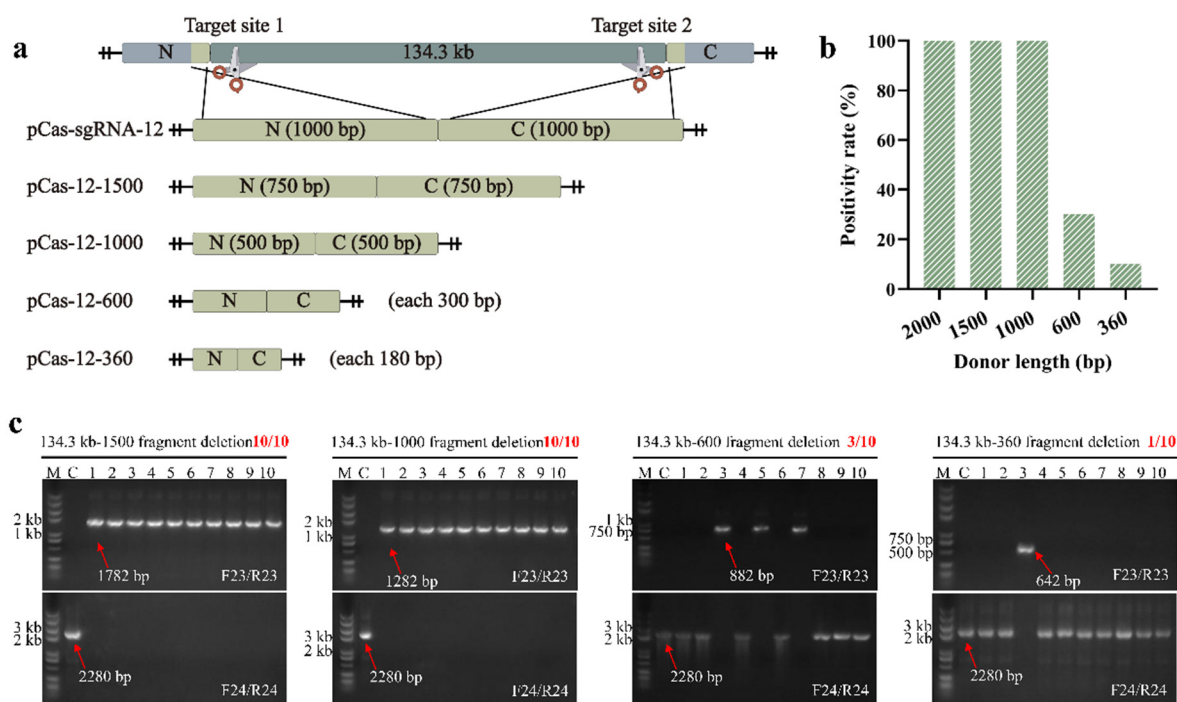 a
Target site 1
Target site 2
N
134.3 kb
C
pCas-sgRNA-12
N (1000 bp)
C (1000 bp)
pCas-12-1500
N (750 bp)
C (750 bp)
pCas-12-1000
N (500 bp)
C (500 bp)
pCas-12-600
N
C
(each 300 bp)
pCas-12-360
N
C
(each 180 bp)
b
Positivity rate (%)
100
80
60
40
20
0
2000
1500
1000
600
360
Donor length (bp)
c
134.3 kb-1500 fragment deletion 10/10
M C 1 2 3 4 5 6 7 8 9 10
2 kb
1 kb
1782 bp
F23/R23
3 kb
2 kb
2280 bp
F24/R24
134.3 kb-1000 fragment deletion 10/10
M C 1 2 3 4 5 6 7 8 9 10
2 kb
1 kb
1282 bp
F23/R23
3 kb
2 kb
2280 bp
F24/R24
134.3 kb-600 fragment deletion 3/10
M C 1 2 3 4 5 6 7 8 9 10
1 kb
750 bp
882 bp
F23/R23
3 kb
2 kb
2280 bp
F24/R24
134.3 kb-360 fragment deletion 1/10
M C 1 2 3 4 5 6 7 8 9 10
750 bp
500 bp
642 bp
F23/R23
3 kb
2 kb
2280 bp
F24/R24